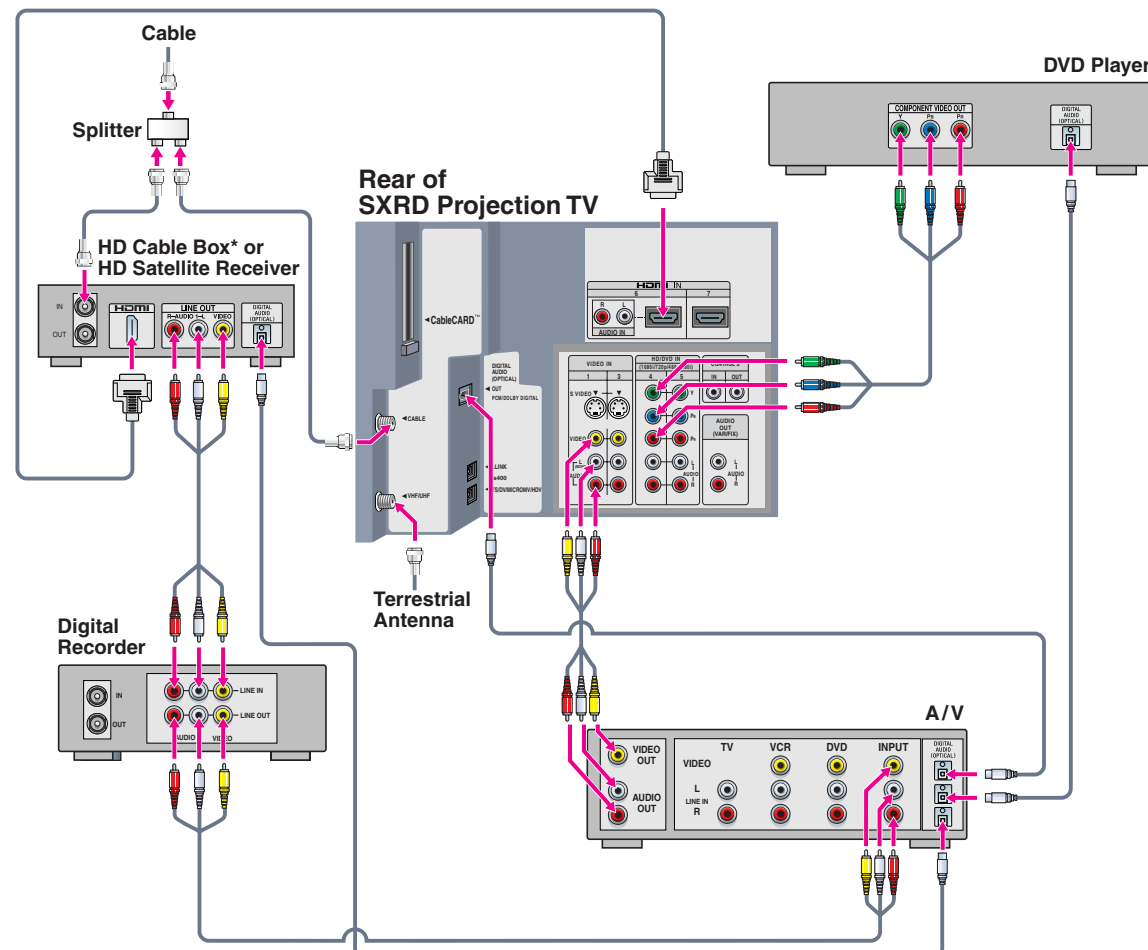 Cable
DVD Player
COMPONENT VIDEO OUT
Y PB PR
DIGITAL
AUDIO
(OPTICAL)
Splitter
Rear of
SXRD Projection TV
HD Cable Box* or
HD Satellite Receiver
IN
OUT
HDMI
LINE OUT
R–AUDIO–L VIDEO
DIGITAL
AUDIO
(OPTICAL)
HDMI IN
6 7
R L
AUDIO IN
◄CableCARD™
DIGITAL
AUDIO
(OPTICAL)
◄ OUT
PCM/DOLBY DIGITAL
◄CABLE
◄VHF/UHF
VIDEO IN
1 3
S VIDEO
VIDEO
L
HD/DVD IN
4 5
Y
PB
PR
L
AUDIO
R
IN OUT
AUDIO
OUT
(VAR/FIX)
L
AUDIO
R
Terrestrial
Antenna
Digital
Recorder
IN
OUT
LINE IN
LINE OUT
AUDIO VIDEO
A/V
VIDEO
OUT
AUDIO
OUT
TV VCR DVD INPUT
VIDEO
L
LINE IN
R
DIGITAL
AUDIO
(OPTICAL)